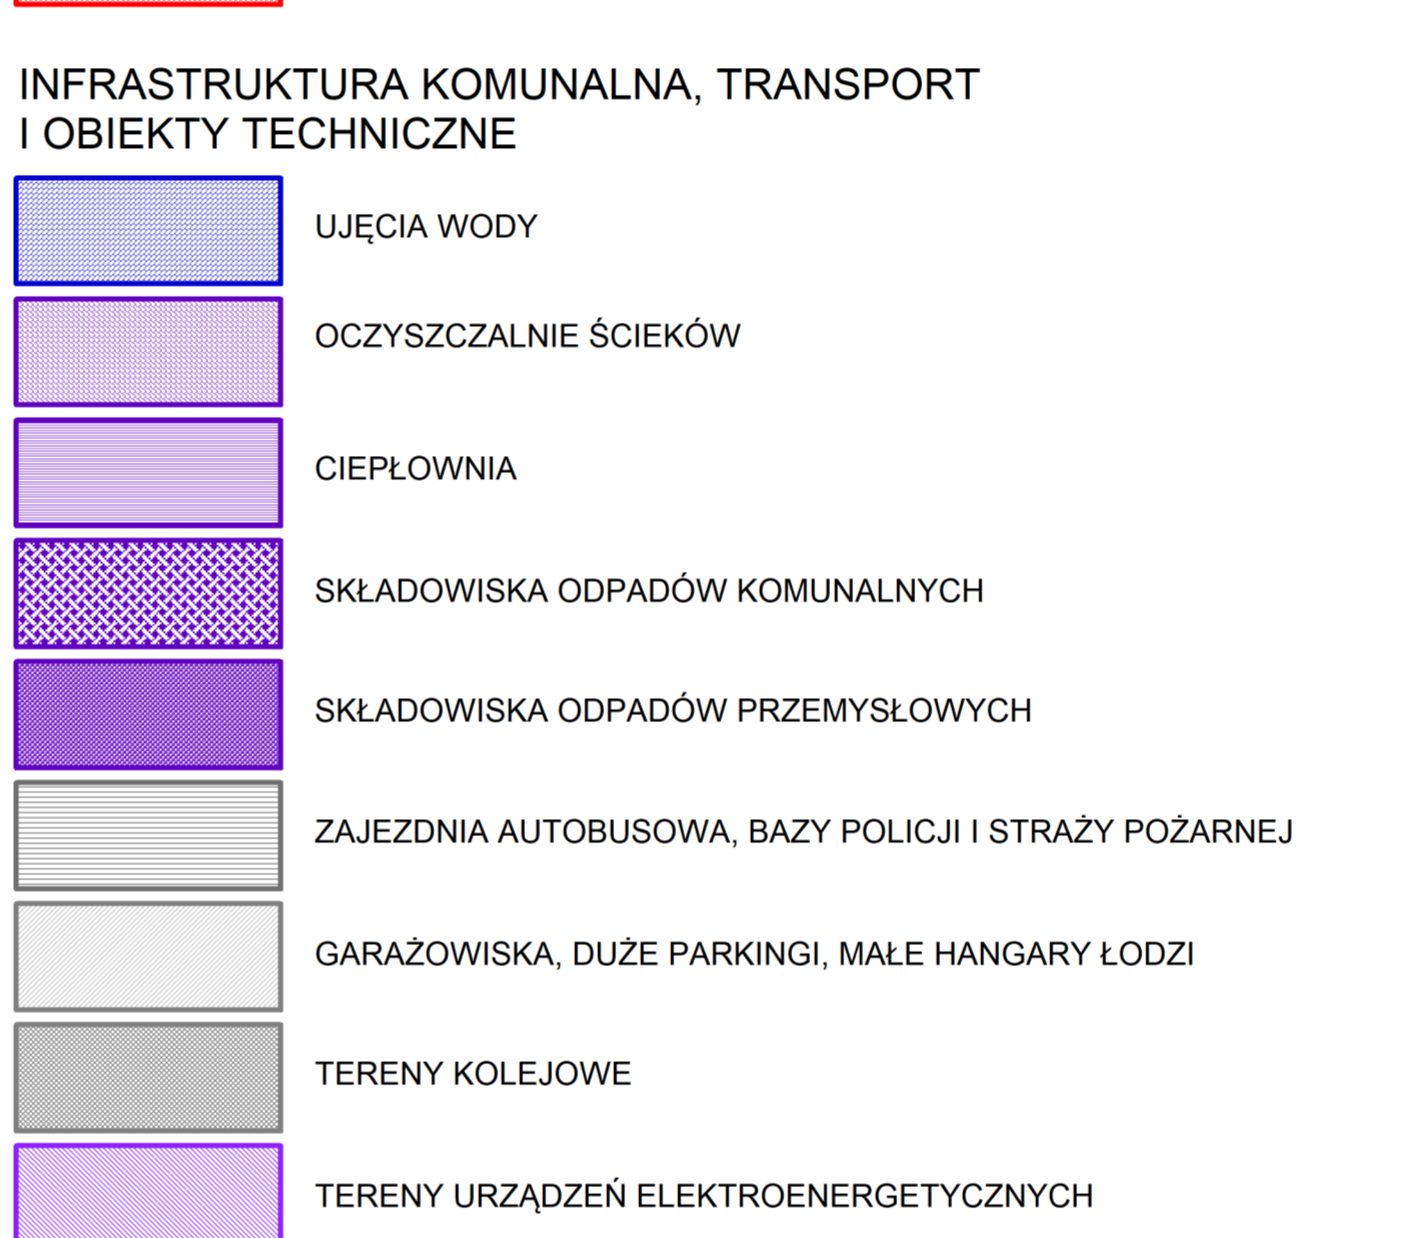 INFRASTRUKTURA KOMUNALNA, TRANSPORT
I OBIEKTY TECHNICZNE
UJĘCIA WODY
OCZYSZCZALNIE ŚCIEKÓW
CIEPŁOWNIA
SKŁADOWISKA ODPADÓW KOMUNALNYCH
SKŁADOWISKA ODPADÓW PRZEMYSŁOWYCH
ZAJEZDNIA AUTOBUSOWA, BAZY POLICJI I STRAŻY POŻARNEJ
GARAŻOWISKA, DUŻE PARKINGI, MAŁE HANGARY ŁODZI
TERENY KOLEJOWE
TERENY URZĄDZEŃ ELEKTROENERGETYCZNYCH